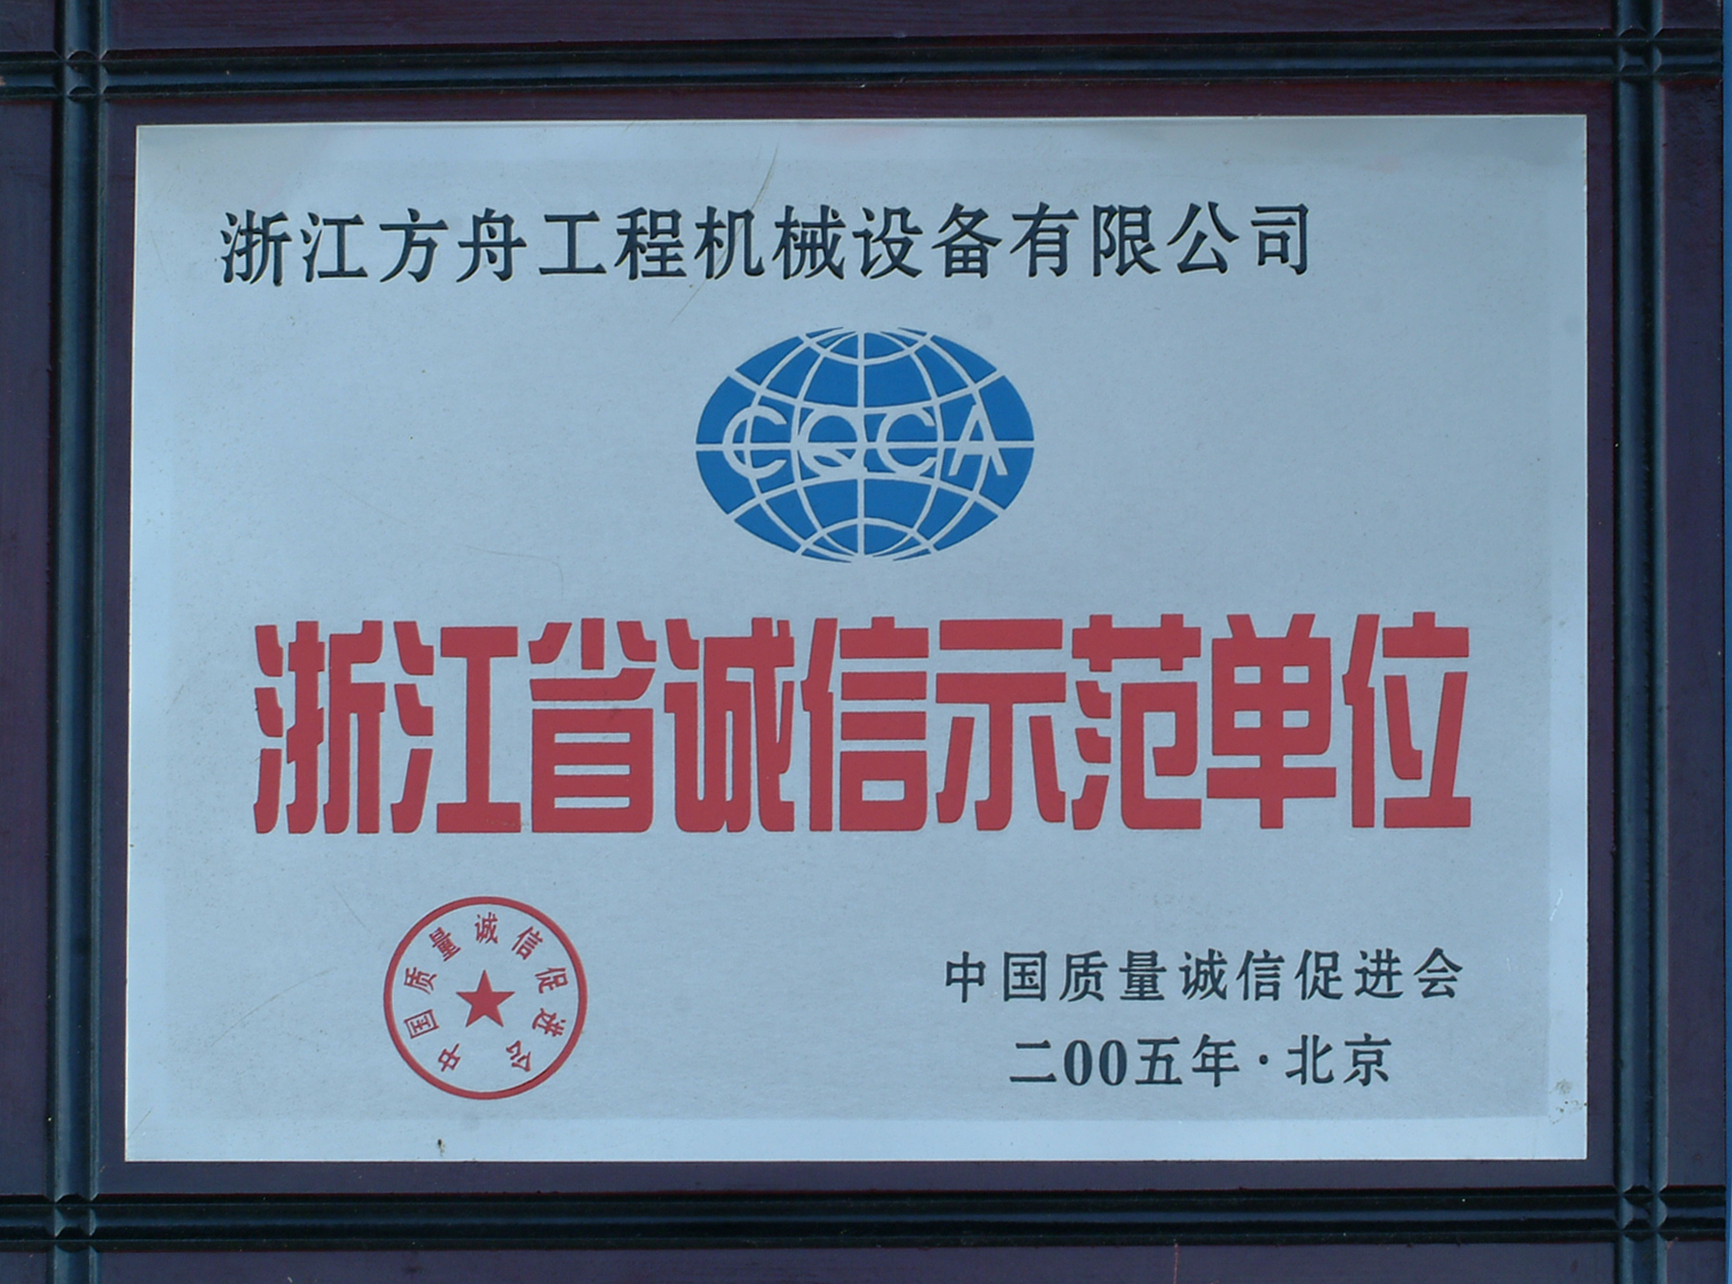 浙江方舟工程机械设备有限公司
CQCA
浙江省诚信示范单位
中国质量诚信促进会
中国质量诚信促进会
二00五年·北京